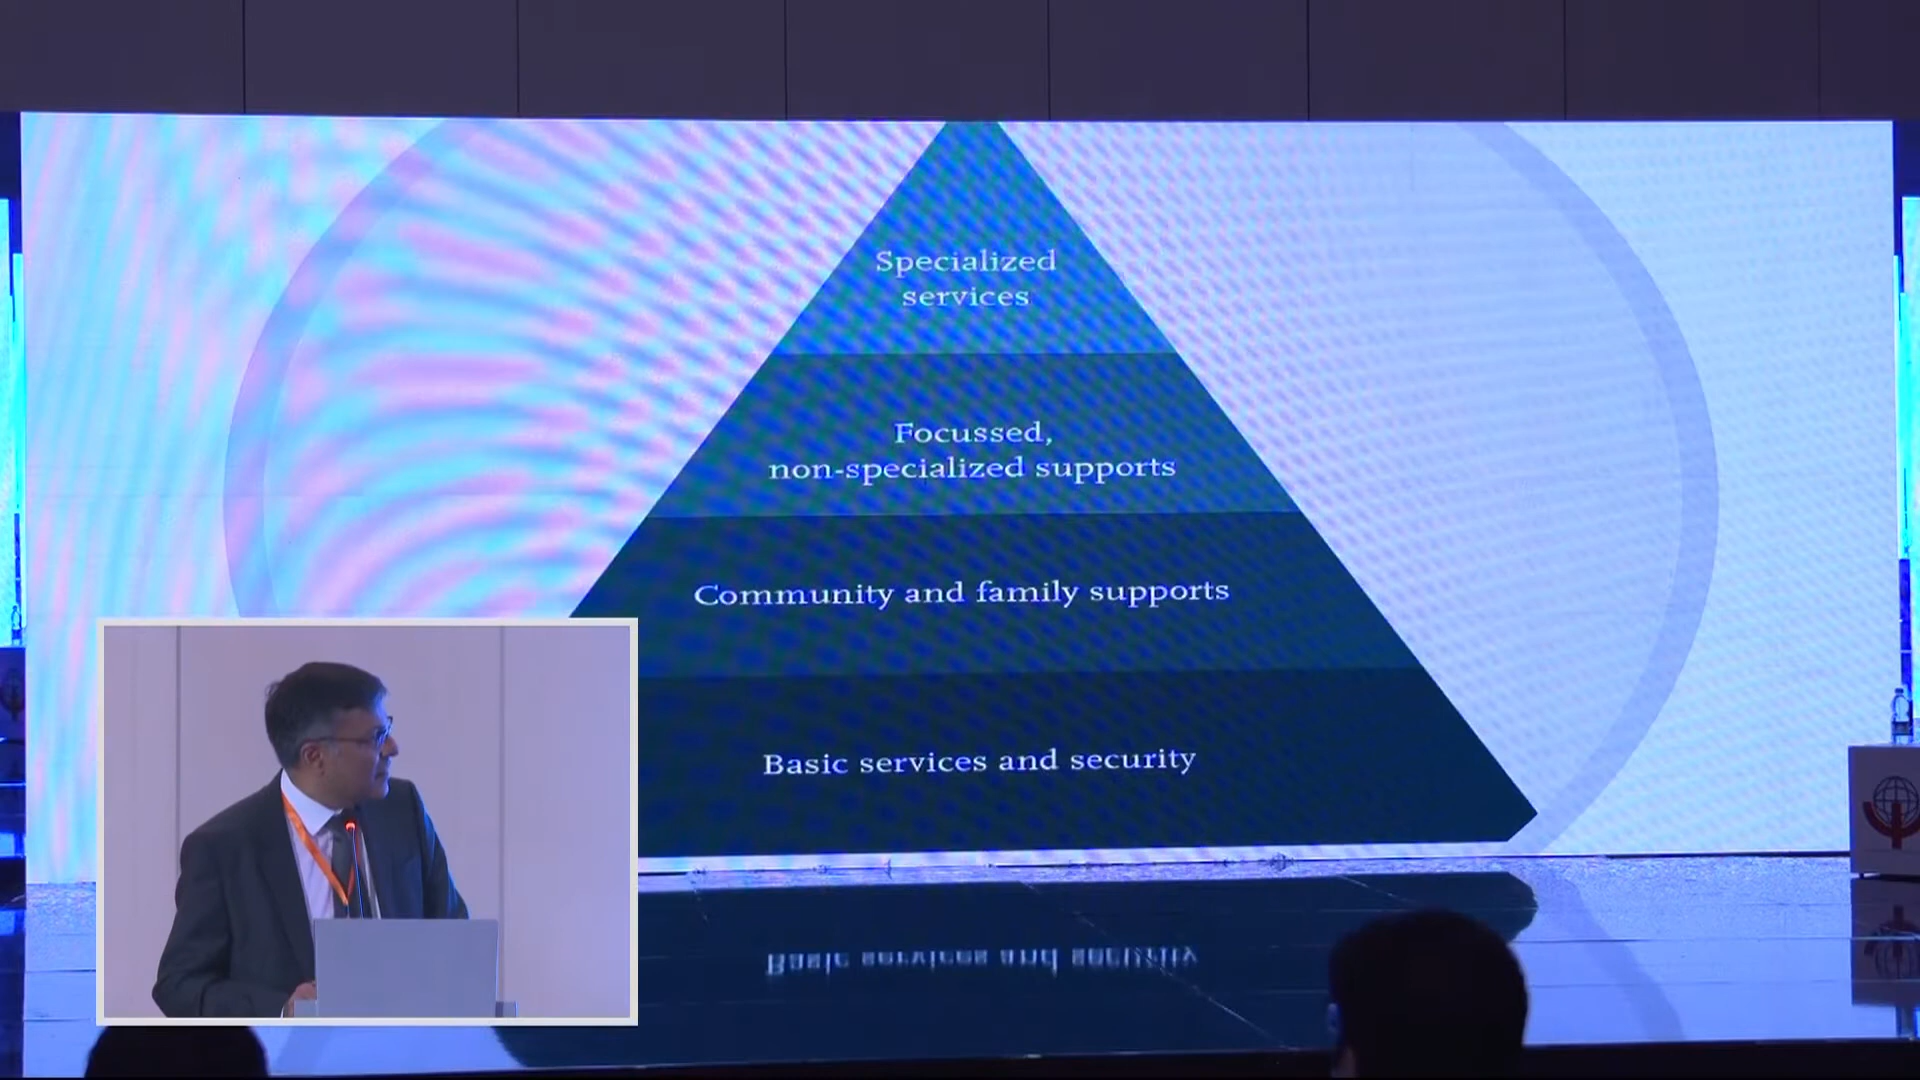 Specialized
services
Focussed,
non-specialized supports
Community and family supports
Basic services and security